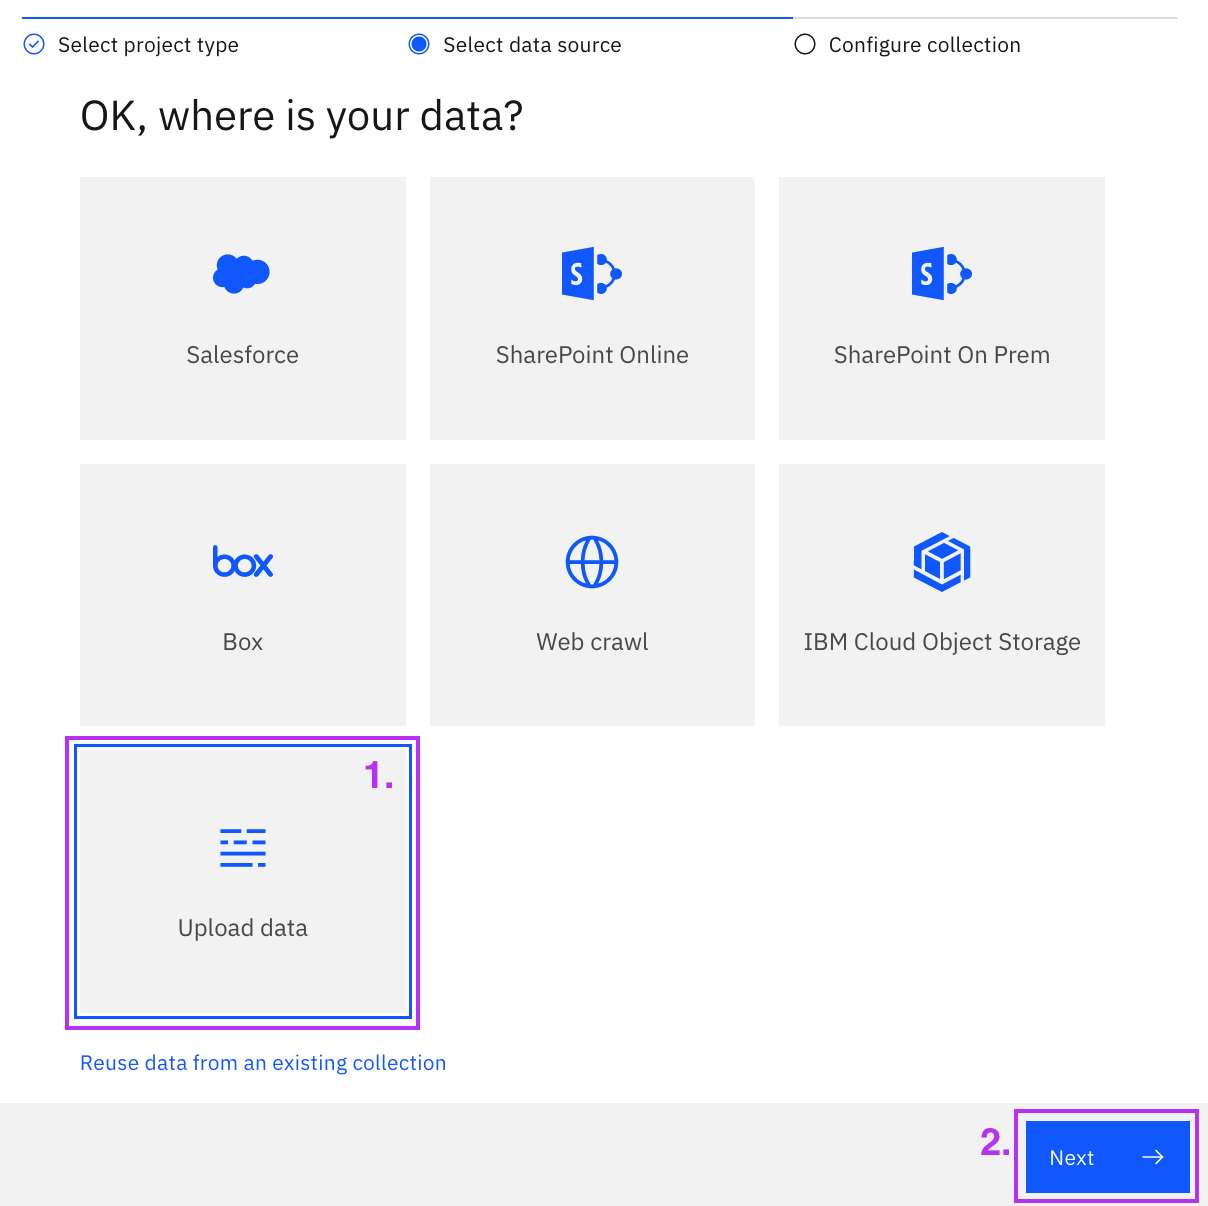 Select project type
Select data source
Configure collection
OK, where is your data?
Salesforce
S
SharePoint Online
S
SharePoint On Prem
box
Box
Web crawl
IBM Cloud Object Storage
1.
Upload data
Reuse data from an existing collection
2.
Next